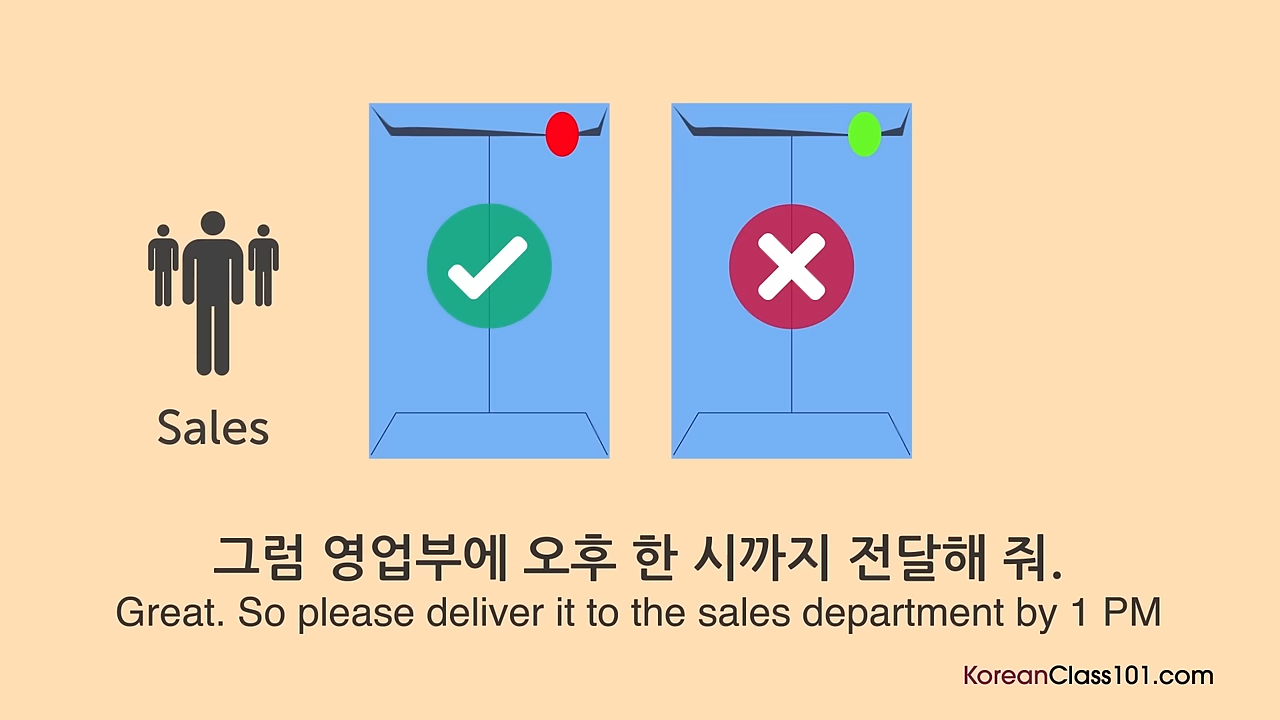 Sales
그럼 영업부에 오후 한 시까지 전달해 줘.
Great. So please deliver it to the sales department by 1 PM
KoreanClass101.com